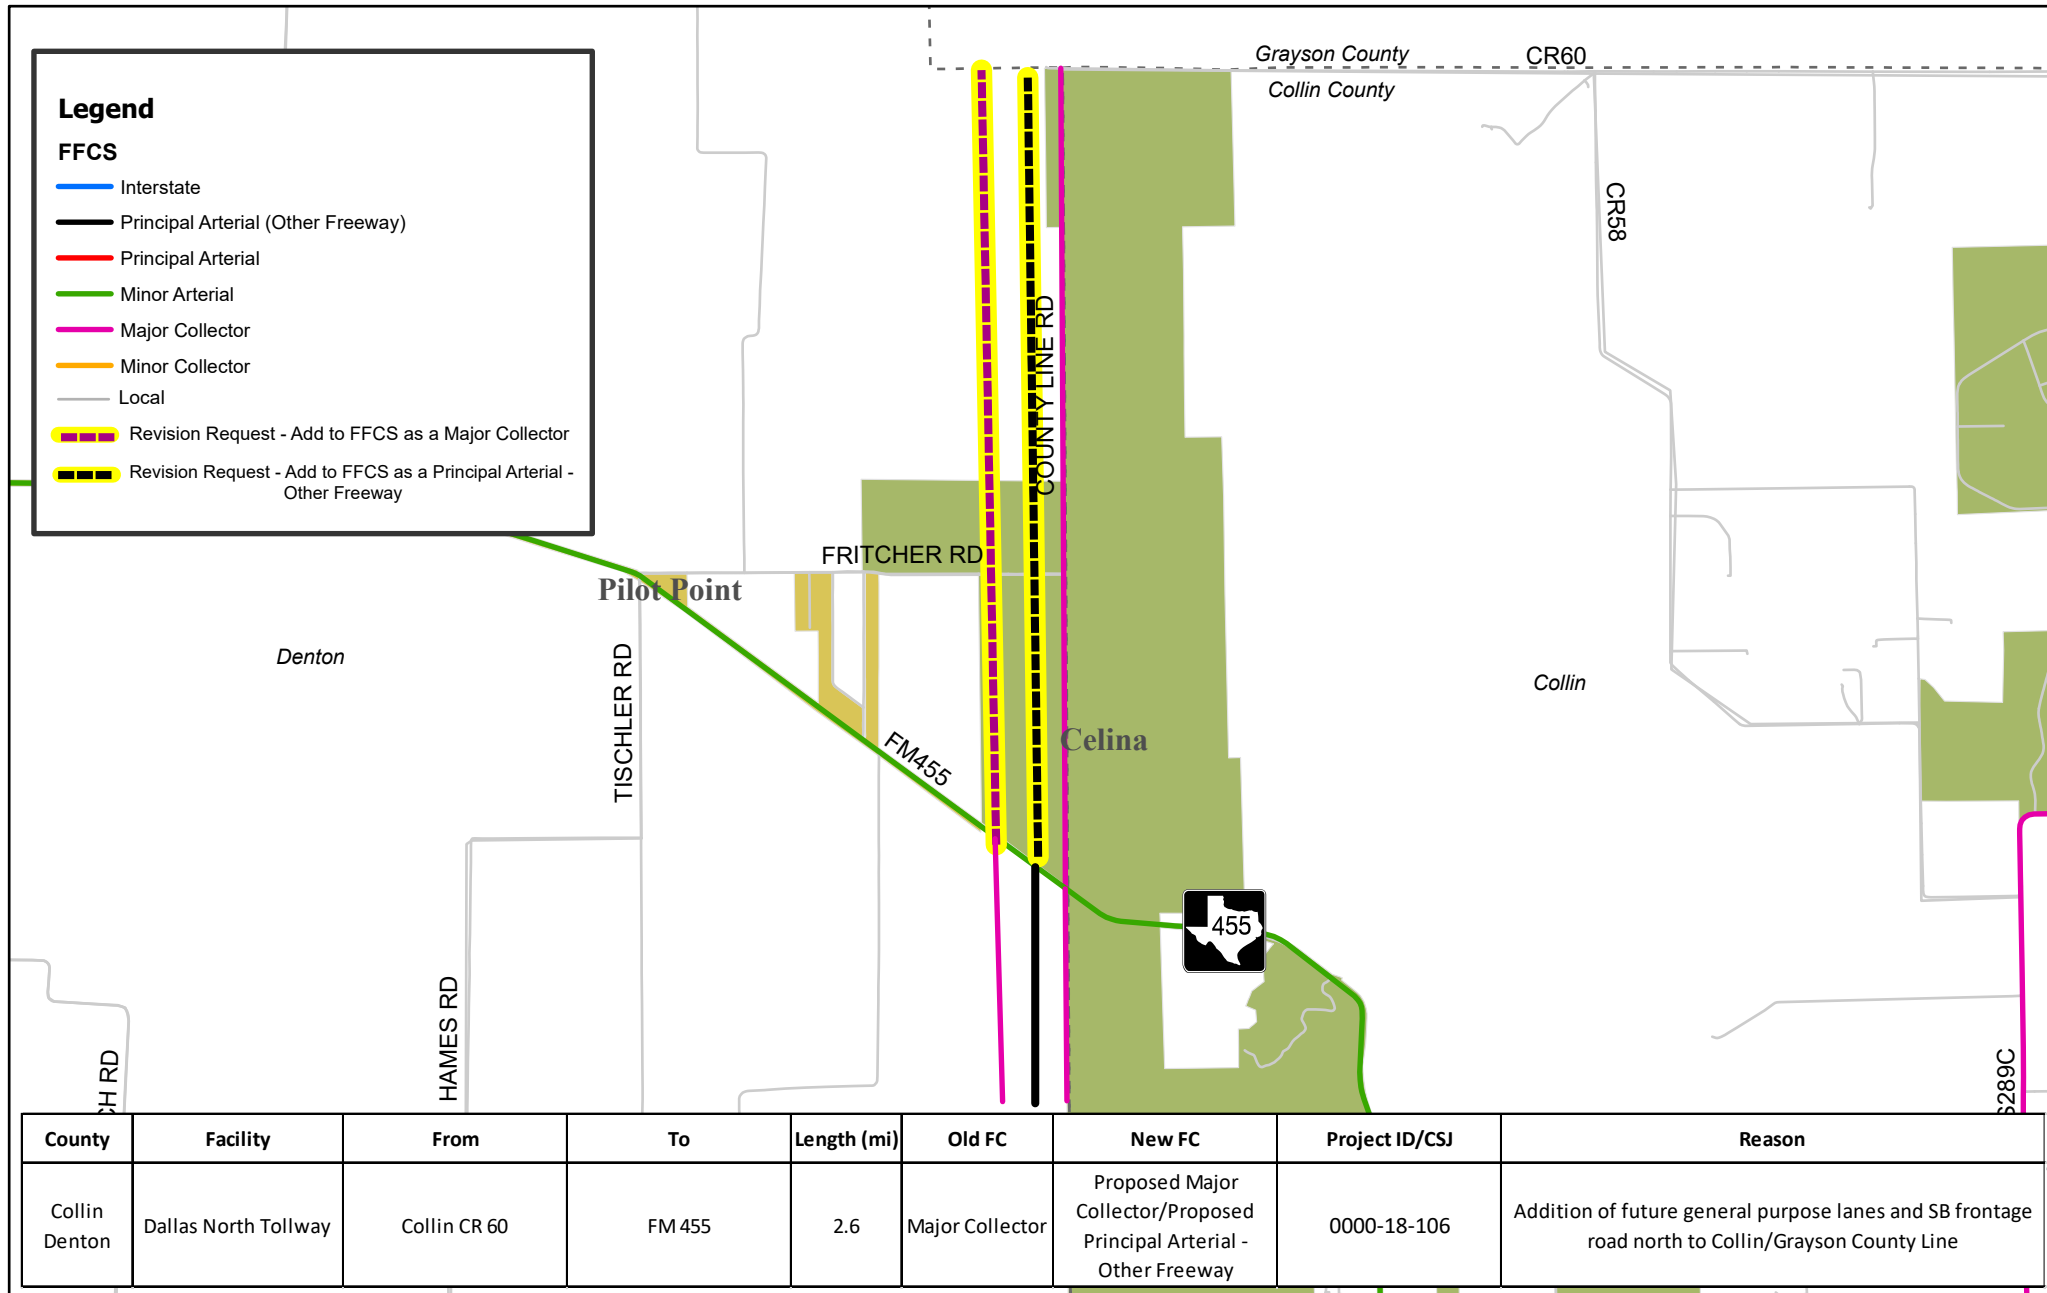 Grayson County
CR60
Collin County
Legend
FFCS
Interstate
Principal Arterial (Other Freeway)
Principal Arterial
Minor Arterial
Major Collector
Minor Collector
Local
Revision Request - Add to FFCS as a Major Collector
Revision Request - Add to FFCS as a Principal Arterial -
Other Freeway
CR58
COUNTY LINE RD
FRITCHER RD
Pilot Point
Denton
TISCHLER RD
Collin
Celina
FM455
455
HAMES RD
CH RD
S289C
County
Facility
From
To
Length (mi)
Old FC
New FC
Project ID/CSJ
Reason
Collin
Denton
Dallas North Tollway
Collin CR 60
FM 455
2.6
Major Collector
Proposed Major
Collector/Proposed
Principal Arterial -
Other Freeway
0000-18-106
Addition of future general purpose lanes and SB frontage
road north to Collin/Grayson County Line